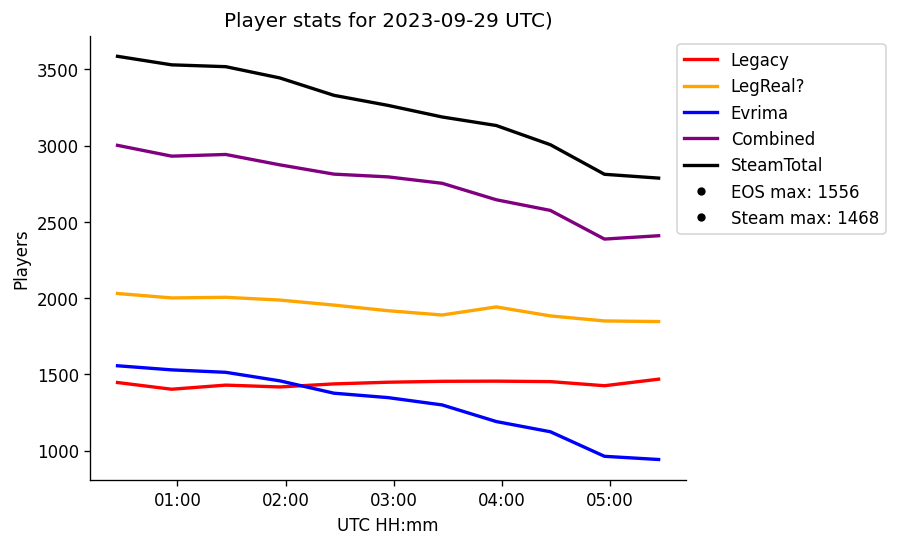 Player stats for 2023-09-29 UTC)
Legacy
LegReal?
Evrima
Combined
SteamTotal
EOS max: 1556
Steam max: 1468
Players
3500
3000
2500
2000
1500
1000
01:00 02:00 03:00 04:00 05:00
UTC HH:mm